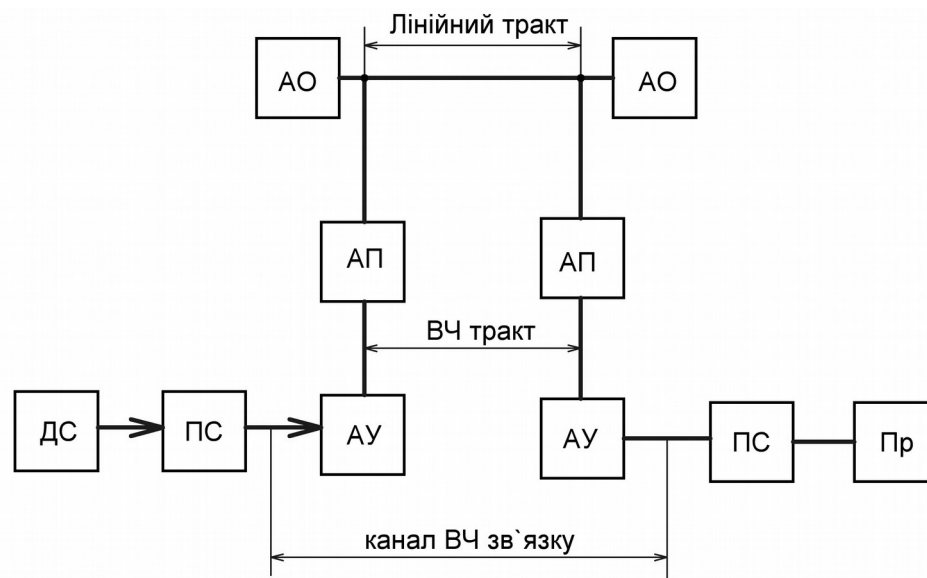 Лінійний тракт
АО
АО
АП
АП
ВЧ тракт
ДС
ПС
АУ
АУ
ПС
Пр
канал ВЧ зв`язку